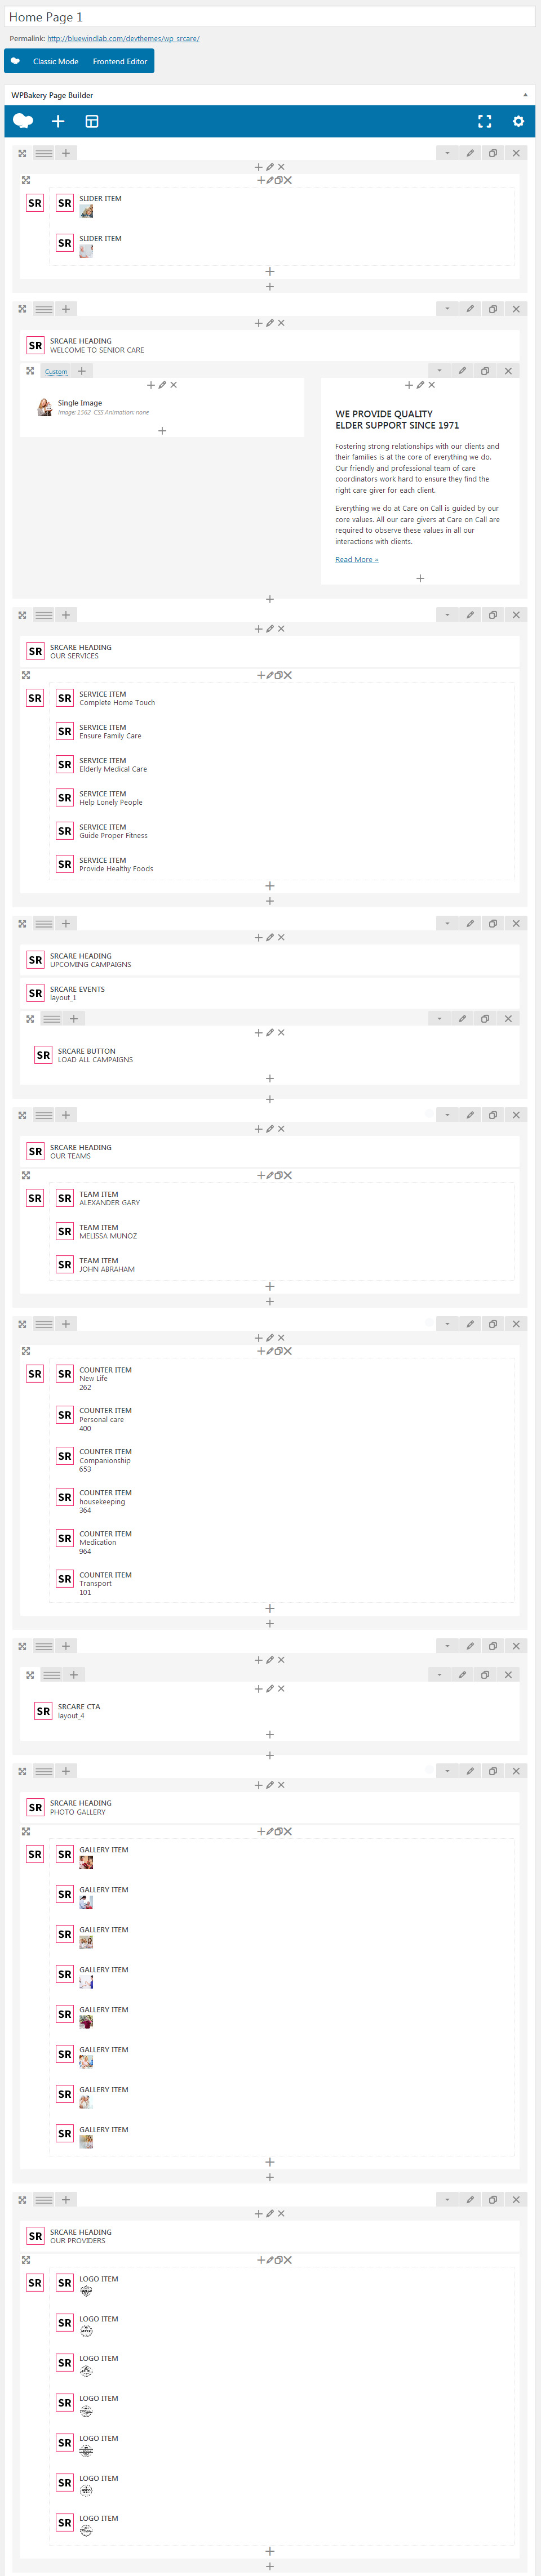 Home Page 1
Permalink: http://bluewindlab.com/devthemes/wp_srcare/
Classic Mode Frontend Editor
WPBakery Page Builder
SR SR SLIDER ITEM
SR SLIDER ITEM
SR SRCARE HEADING
WELCOME TO SENIOR CARE
Custom
Single Image
Image: 1562 CSS Animation: none
WE PROVIDE QUALITY
ELDER SUPPORT SINCE 1971
Fostering strong relationships with our clients and
their families is at the core of everything we do.
Our friendly and professional team of care
coordinators work hard to ensure they find the
right care giver for each client.
Everything we do at Care on Call is guided by our
core values. All our care givers at Care on Call are
required to observe these values in all our
interactions with clients.
Read More »
SR SRCARE HEADING
OUR SERVICES
SR SR SERVICE ITEM
Complete Home Touch
SR SERVICE ITEM
Ensure Family Care
SR SERVICE ITEM
Elderly Medical Care
SR SERVICE ITEM
Help Lonely People
SR SERVICE ITEM
Guide Proper Fitness
SR SERVICE ITEM
Provide Healthy Foods
SR SRCARE HEADING
UPCOMING CAMPAIGNS
SR SRCARE EVENTS
layout_1
SR SRCARE BUTTON
LOAD ALL CAMPAIGNS
SR SRCARE HEADING
OUR TEAMS
SR SR TEAM ITEM
ALEXANDER GARY
SR TEAM ITEM
MELISSA MUNOZ
SR TEAM ITEM
JOHN ABRAHAM
SR SR COUNTER ITEM
New Life
262
SR COUNTER ITEM
Personal care
400
SR COUNTER ITEM
Companionship
653
SR COUNTER ITEM
housekeeping
364
SR COUNTER ITEM
Medication
964
SR COUNTER ITEM
Transport
101
SR SRCARE CTA
layout_4
SR SRCARE HEADING
PHOTO GALLERY
SR SR GALLERY ITEM
SR GALLERY ITEM
SR GALLERY ITEM
SR GALLERY ITEM
SR GALLERY ITEM
SR GALLERY ITEM
SR GALLERY ITEM
SR GALLERY ITEM
SR SRCARE HEADING
OUR PROVIDERS
SR SR LOGO ITEM
SR LOGO ITEM
SR LOGO ITEM
SR LOGO ITEM
SR LOGO ITEM
SR LOGO ITEM
SR LOGO ITEM